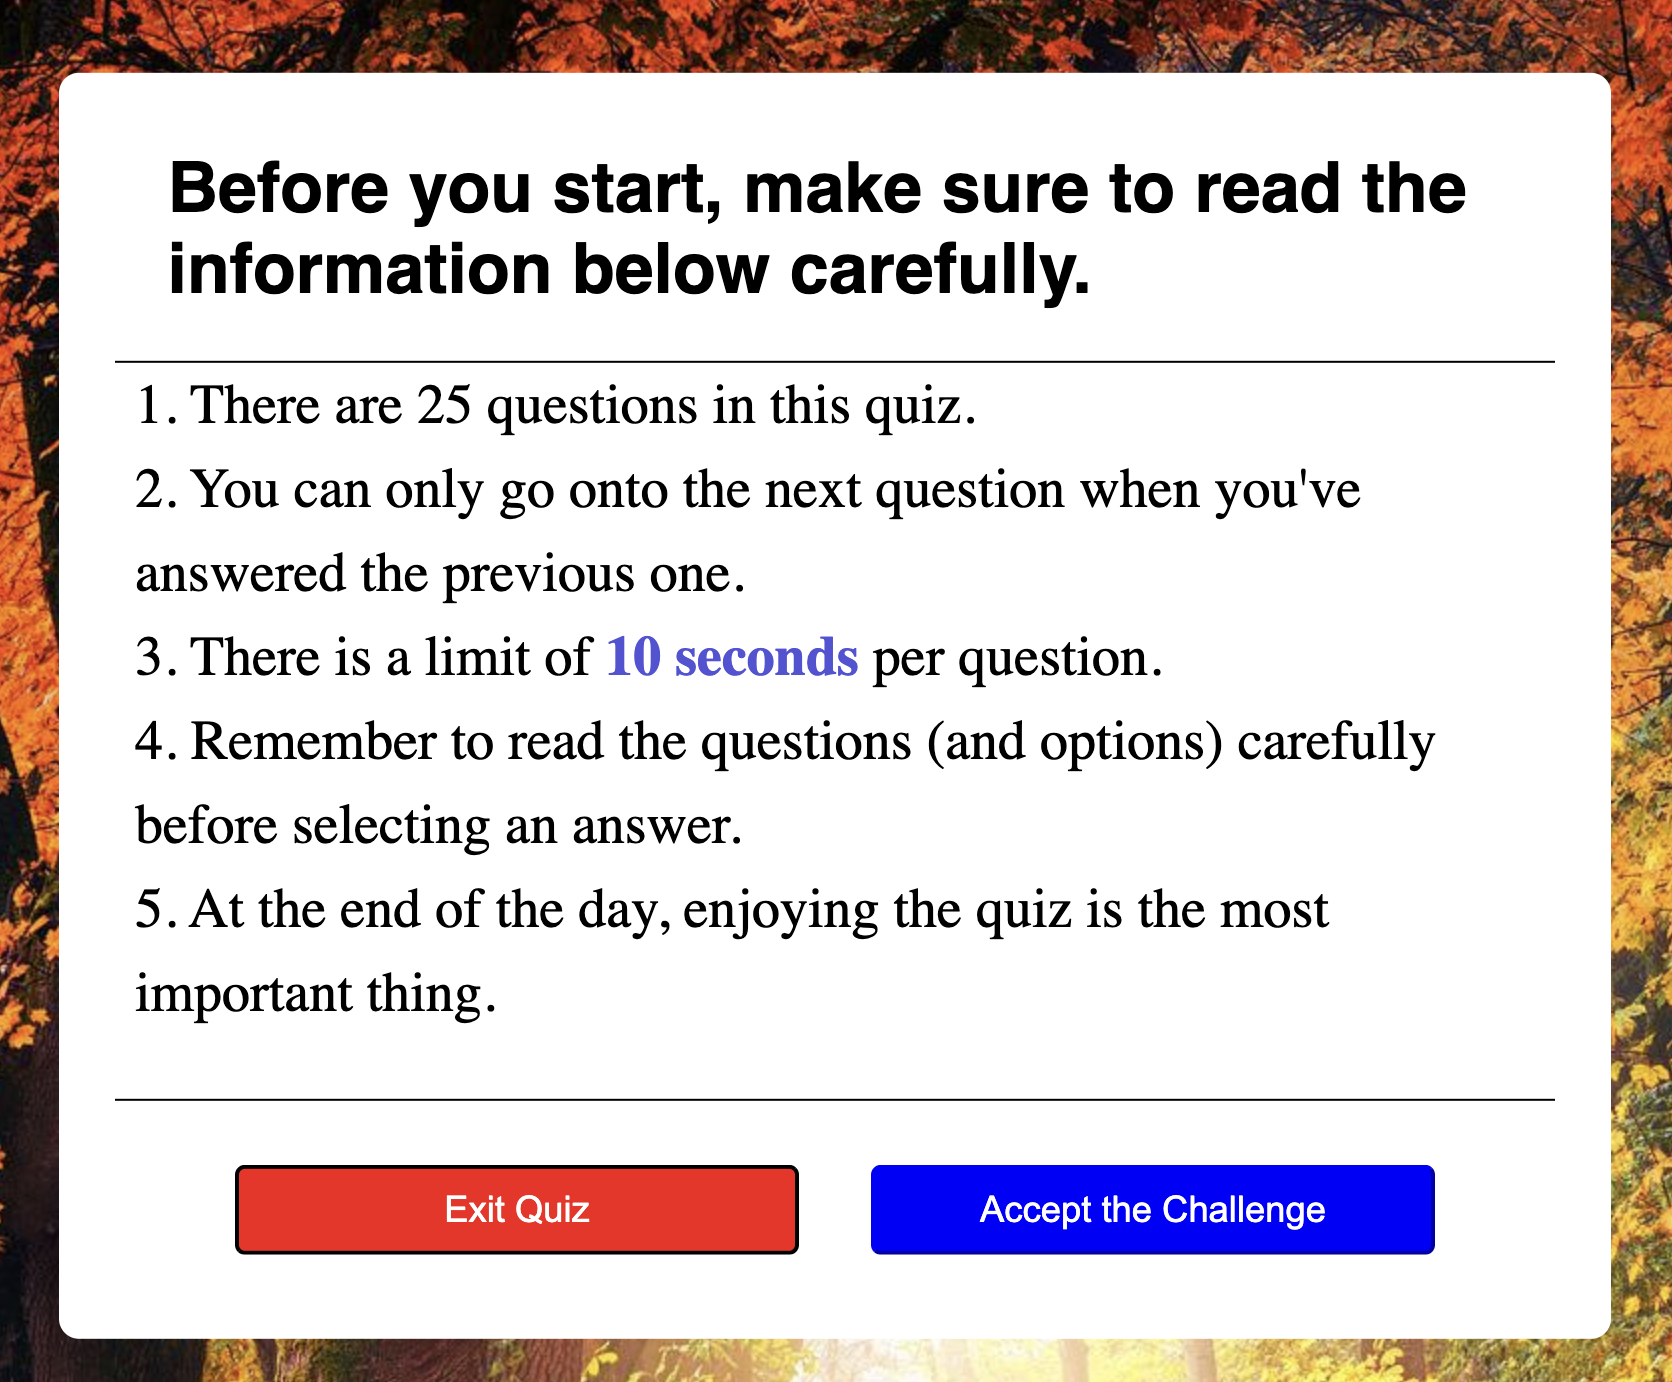 Before you start, make sure to read the
information below carefully.
1. There are 25 questions in this quiz.
2. You can only go onto the next question when you've
answered the previous one.
3. There is a limit of 10 seconds per question.
4. Remember to read the questions (and options) carefully
before selecting an answer.
5. At the end of the day, enjoying the quiz is the most
important thing.
Exit Quiz
Accept the Challenge